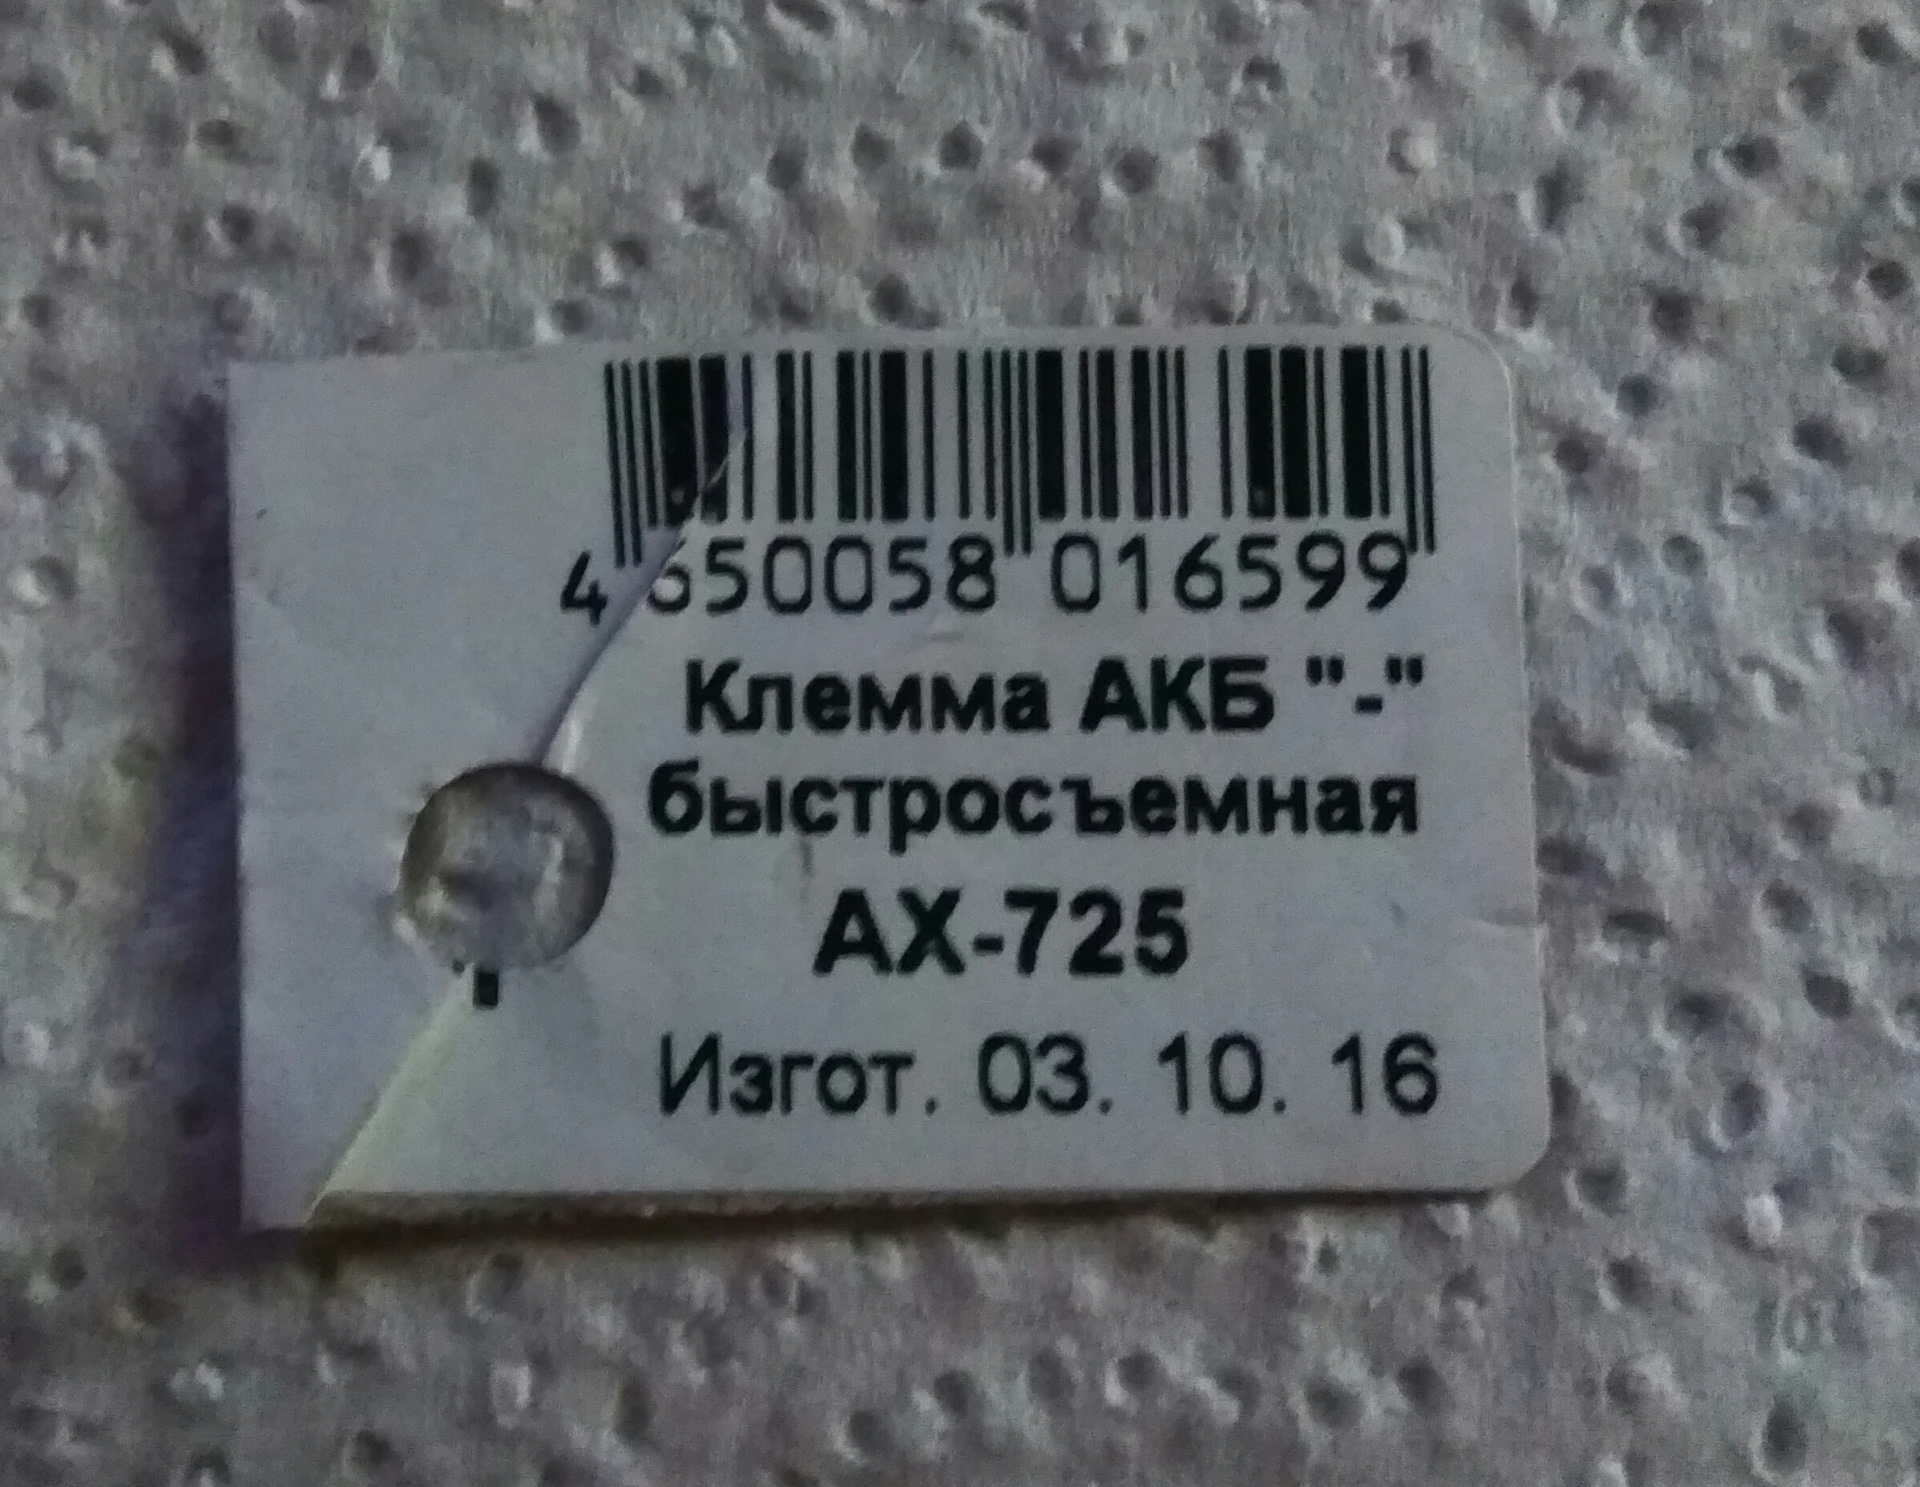 4 650058 016599
Клемма АКБ "-"
быстросъемная
АХ-725
Изгот. 03. 10. 16